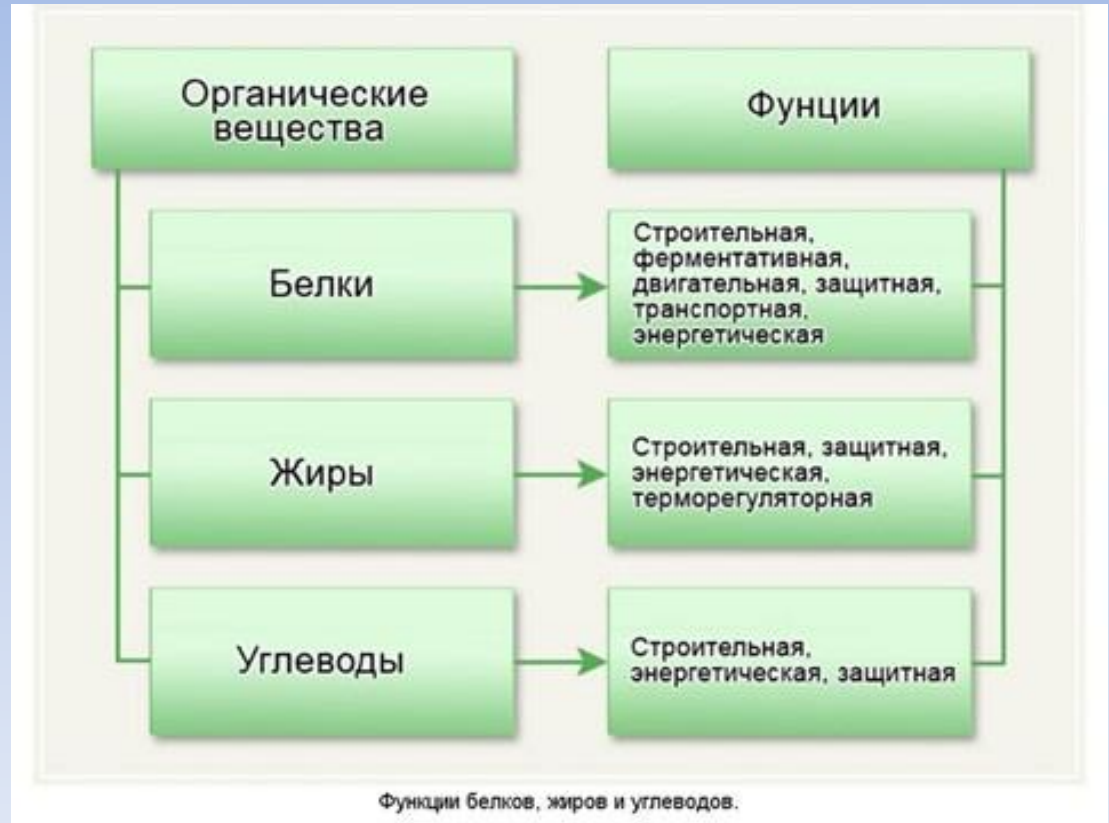 Органические
вещества
Фунции
Белки
Строительная,
ферментативная,
двигательная, защитная,
транспортная,
энергетическая
Жиры
Строительная, защитная,
энергетическая,
терморегуляторная
Углеводы
Строительная,
энергетическая, защитная
Функции белков, жиров и углеводов.